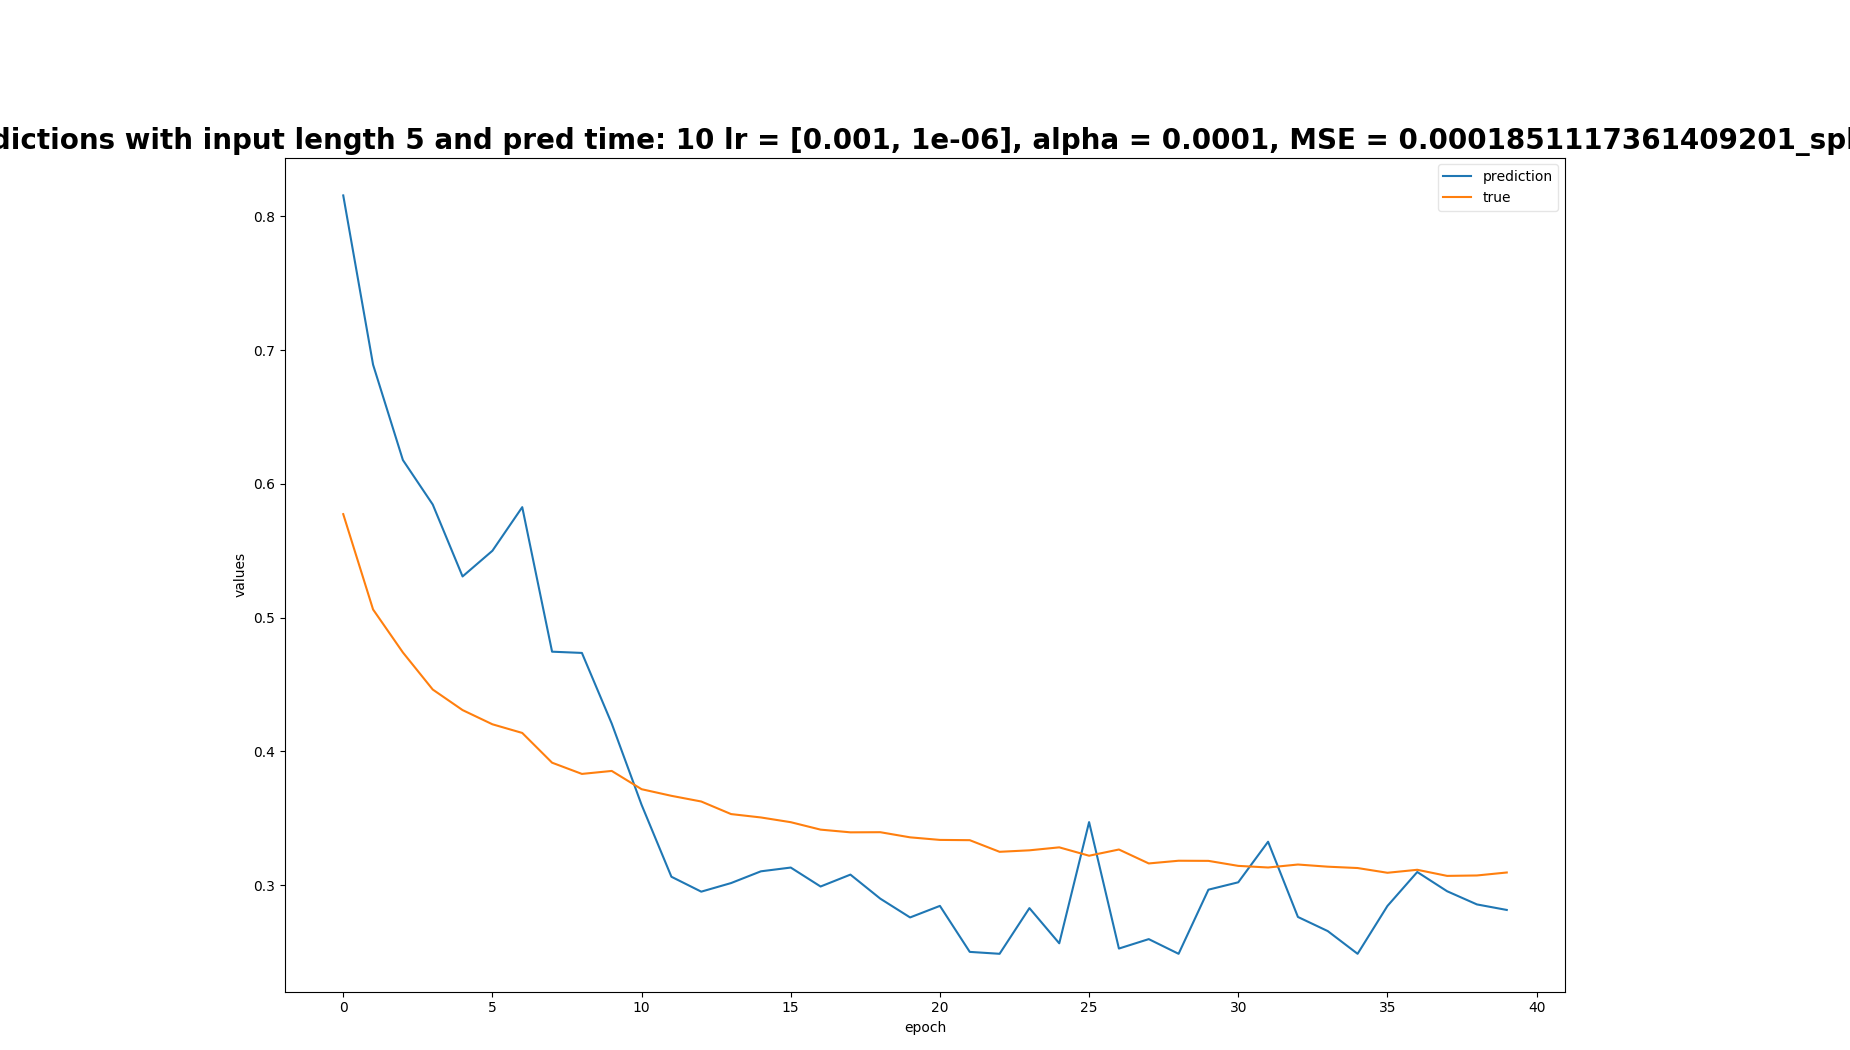 dictions with input length 5 and pred time: 10 lr = [0.001, 1e-06], alpha = 0.0001, MSE = 0.0001851117361409201_spl
prediction
true
0.8
0.7
0.6
0.5
0.4
0.3
values
0 5 10 15 20 25 30 35 40
epoch